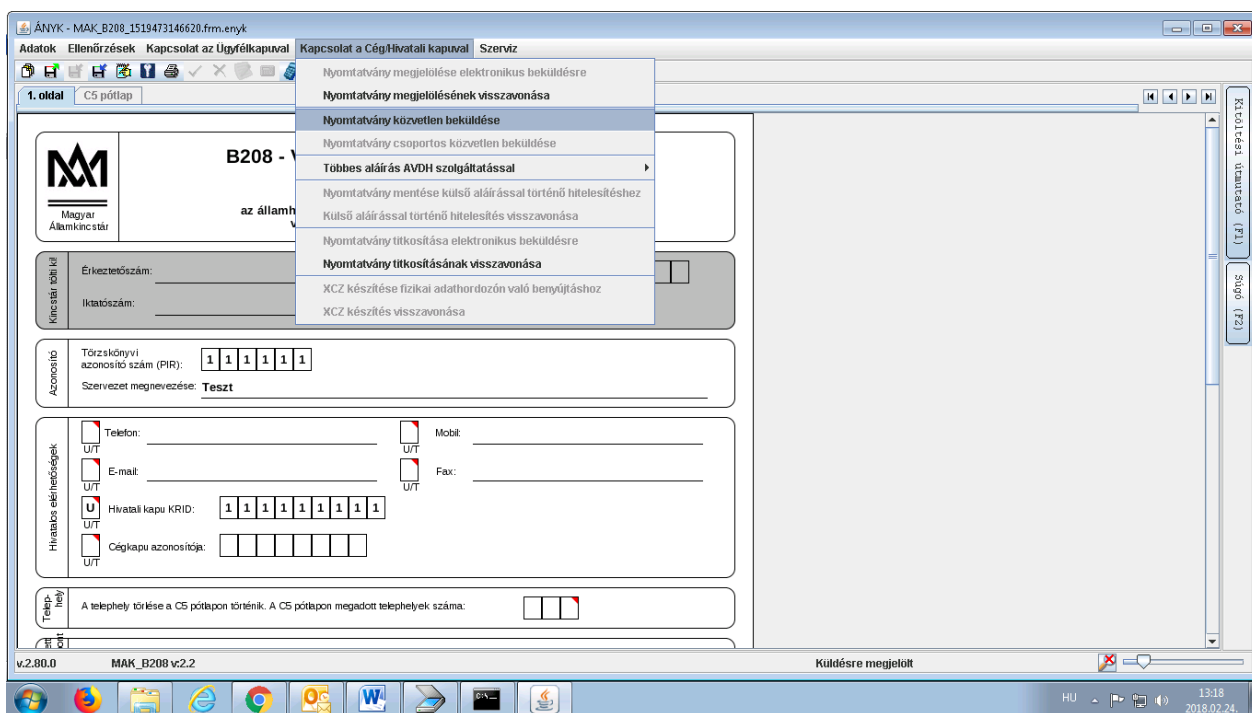 ÁNYK - MAK_B208_1519473146620.frm.enyk
Adatok Ellenőrzések Kapcsolat az Ügyfélkapuval Kapcsolat a Cég/Hivatali kapuval Szerviz
Nyomtatvány megjelölése elektronikus beküldésre
Nyomtatvány megjelölésének visszavonása
Nyomtatvány közvetlen beküldése
Nyomtatvány csoportos közvetlen beküldése
Többes aláírás AVDH szolgáltatással
Nyomtatvány mentése külső aláírással történő hitelesítéshez
Külső aláírással történő hitelesítés visszavonása
Nyomtatvány titkosítása elektronikus beküldésre
Nyomtatvány titkosításának visszavonása
XCZ készítése fizikai adathordozón való benyújtáshoz
XCZ készítés visszavonása
1. oldal C5 pótlap
Kitöltési útmutató (F1)
Súgó (F2)
Magyar
Államkincstár
B208 -
az államh
Kincstár tölti ki!
Érkeztetőszám:
Iktatószám:
Azonosító
Törzskönyvi
azonosító szám (PIR): 1 1 1 1 1 1
Szervezet megnevezése: Teszt
Hivatalos elérhetőségek
Telefon: Mobil:
U/T U/T
E-mail: Fax:
U/T U/T
U Hivatali kapu KRID: 1 1 1 1 1 1 1 1 1
U/T
Cégkapu azonosítója:
U/T
Telep-
hely
A telephely törlése a C5 pótlapon történik. A C5 pótlapon megadott telephelyek száma:
v.2.80.0 MAK_B208 v:2.2 Küldésre megjelölt
HU 13:18
2018.02.24.